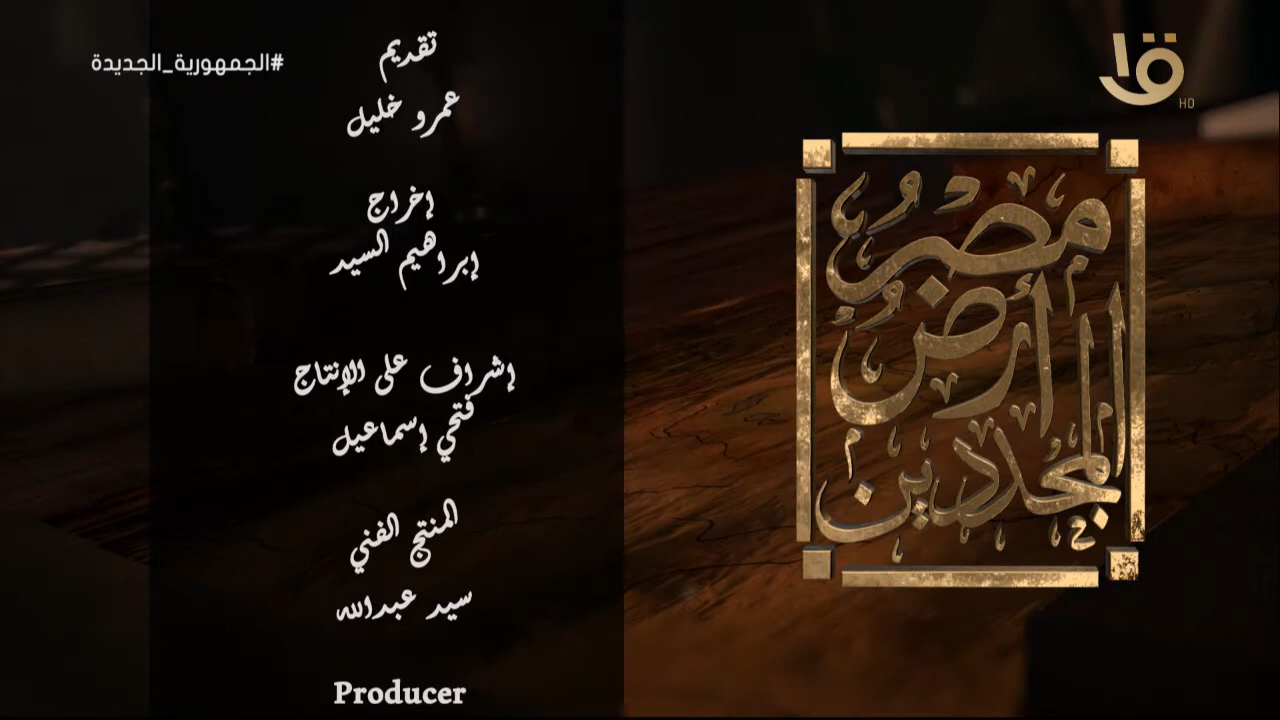 #الجمهورية_الجديدة
تقديم
عمرو خليل
إخراج
إبراهيم السيد
إشراف على الإنتاج
فتحي إسماعيل
المنتج الفني
سيد عبدالله
Producer
HD
مصر
أرض
المجددين